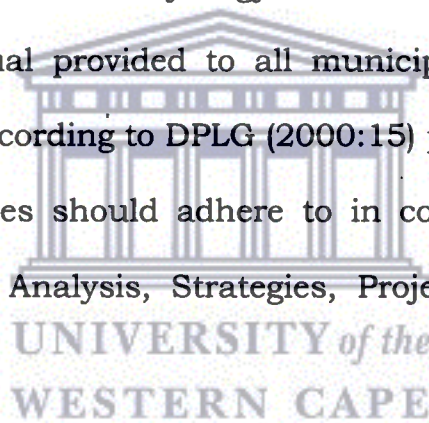 nal provided to all municip
cording to DPLG (2000:15)
es should adhere to in co
Analysis, Strategies, Proje
UNIVERSITY of the
WESTERN CAPE